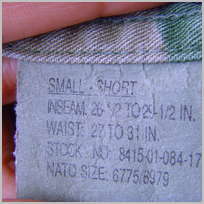 SMALL - SHORT
INSEAM: 26 1/2 TO 29-1/2 IN.
WAIST: 27 TO 31 IN.
STOCK NO: 8415-01-084-17
NATO SIZE: 6775/8979